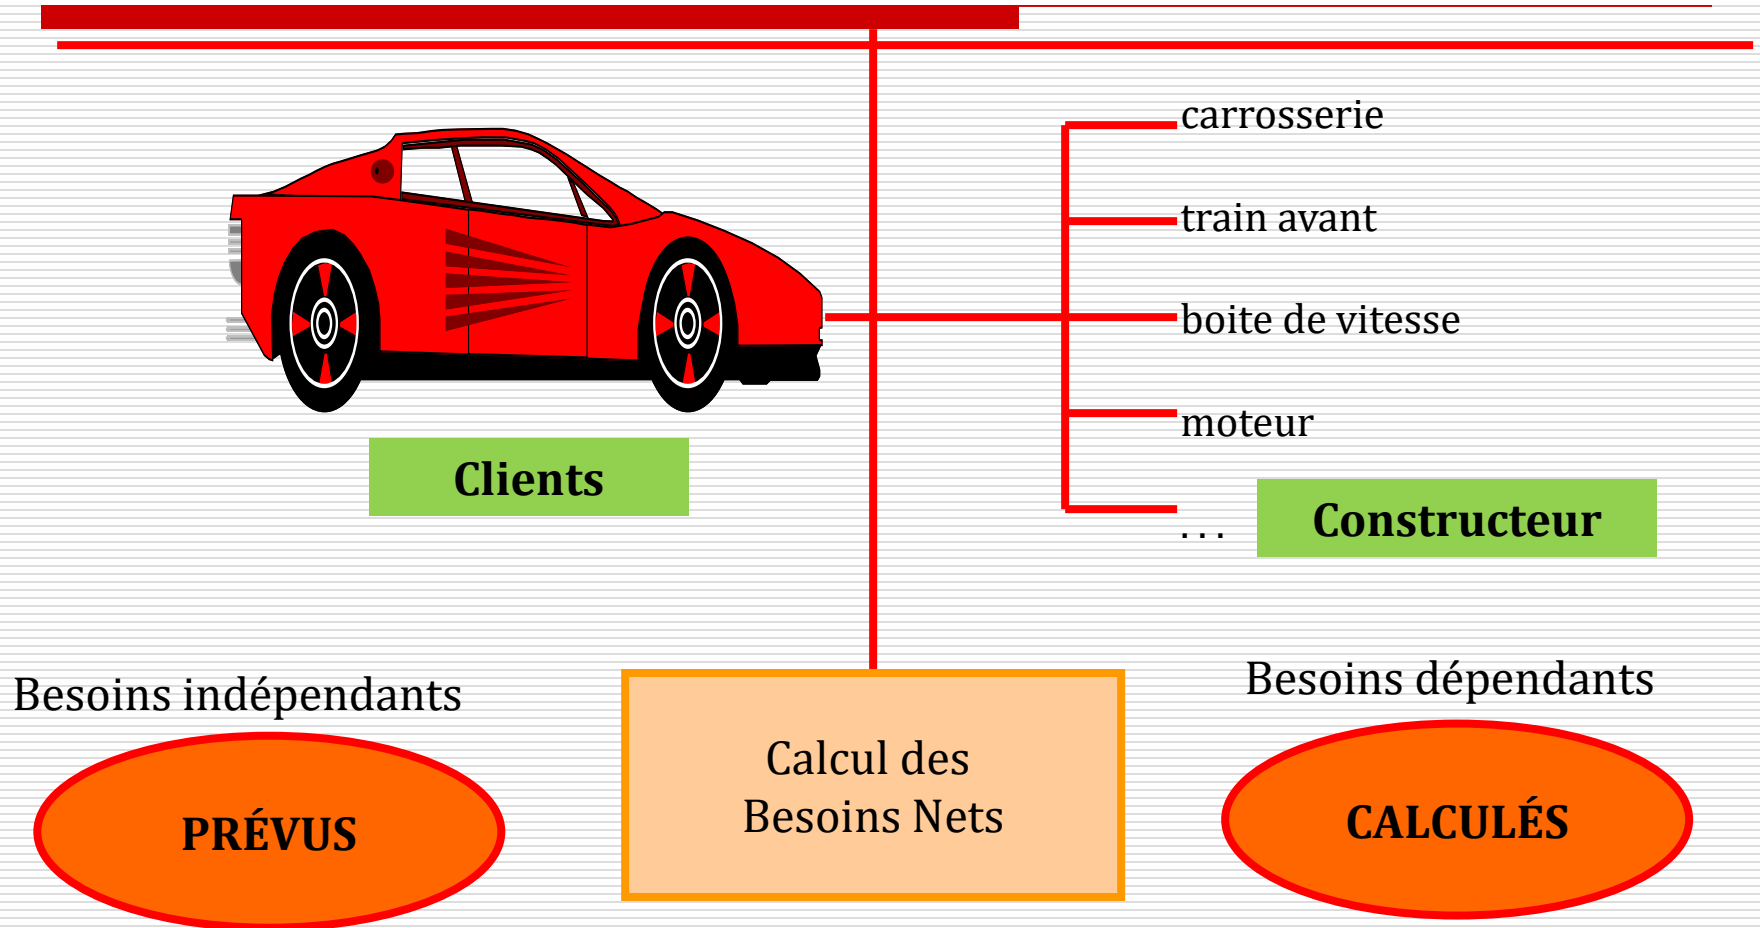 carrosserie
train avant
boite de vitesse
moteur
. . .
Clients
Constructeur
Besoins indépendants
PRÉVUS
Calcul des
Besoins Nets
Besoins dépendants
CALCULÉS